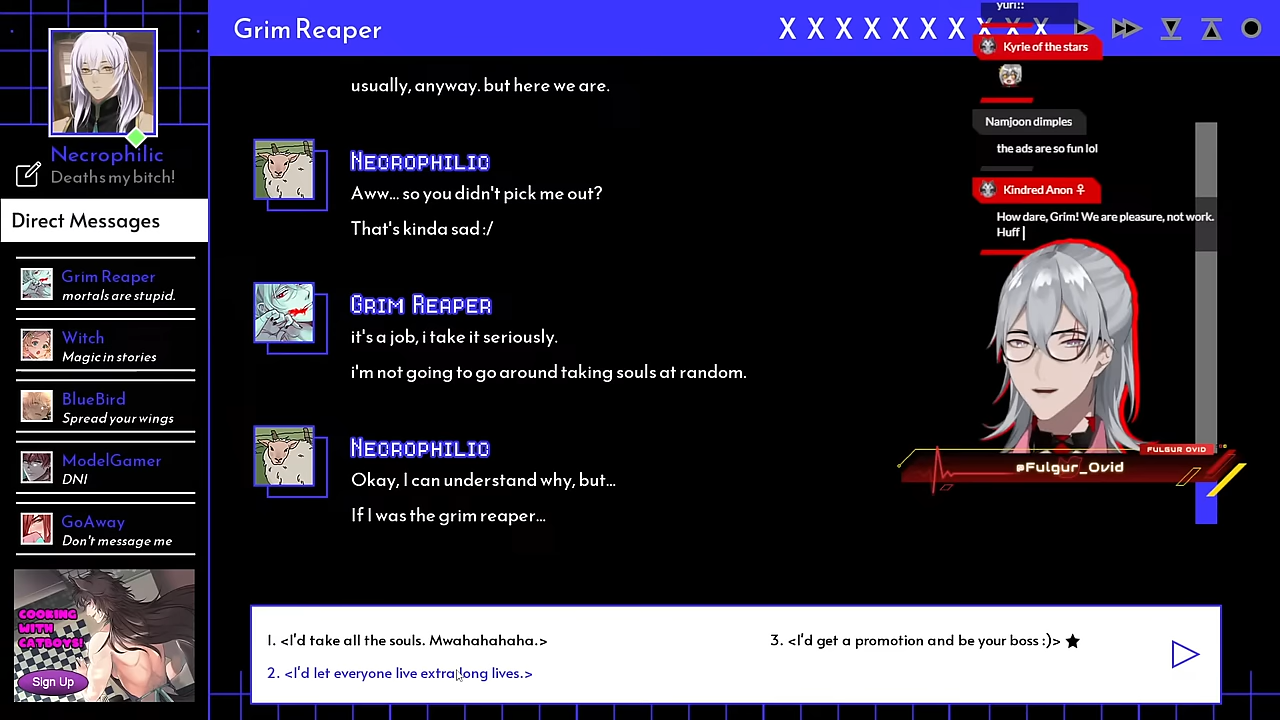 Grim Reaper
X X X X X X X X X X
Necrophilic
Deaths my bitch!
Direct Messages
Grim Reaper
mortals are stupid.
Witch
Magic in stories
BlueBird
Spread your wings
ModelGamer
DNI
GoAway
Don't message me
COOKING
WITH
CATBOYS!
Sign Up
usually, anyway. but here we are.
Necrophilic
Aww... so you didn't pick me out?
That's kinda sad :/
Grim Reaper
it's a job, i take it seriously.
i'm not going to go around taking souls at random.
Necrophilic
Okay, I can understand why, but...
If I was the grim reaper...
1. <I'd take all the souls. Mwahahahaha.>
2. <I'd let everyone live extra long lives.>
3. <I'd get a promotion and be your boss :)> ★
yuri::
Kyrie of the stars
Namjoon dimples
the ads are so fun lol
Kindred Anon ♀
How dare, Grim! We are pleasure, not work.
Huff |
FULGUR OVID
@Fulgur_Ovid